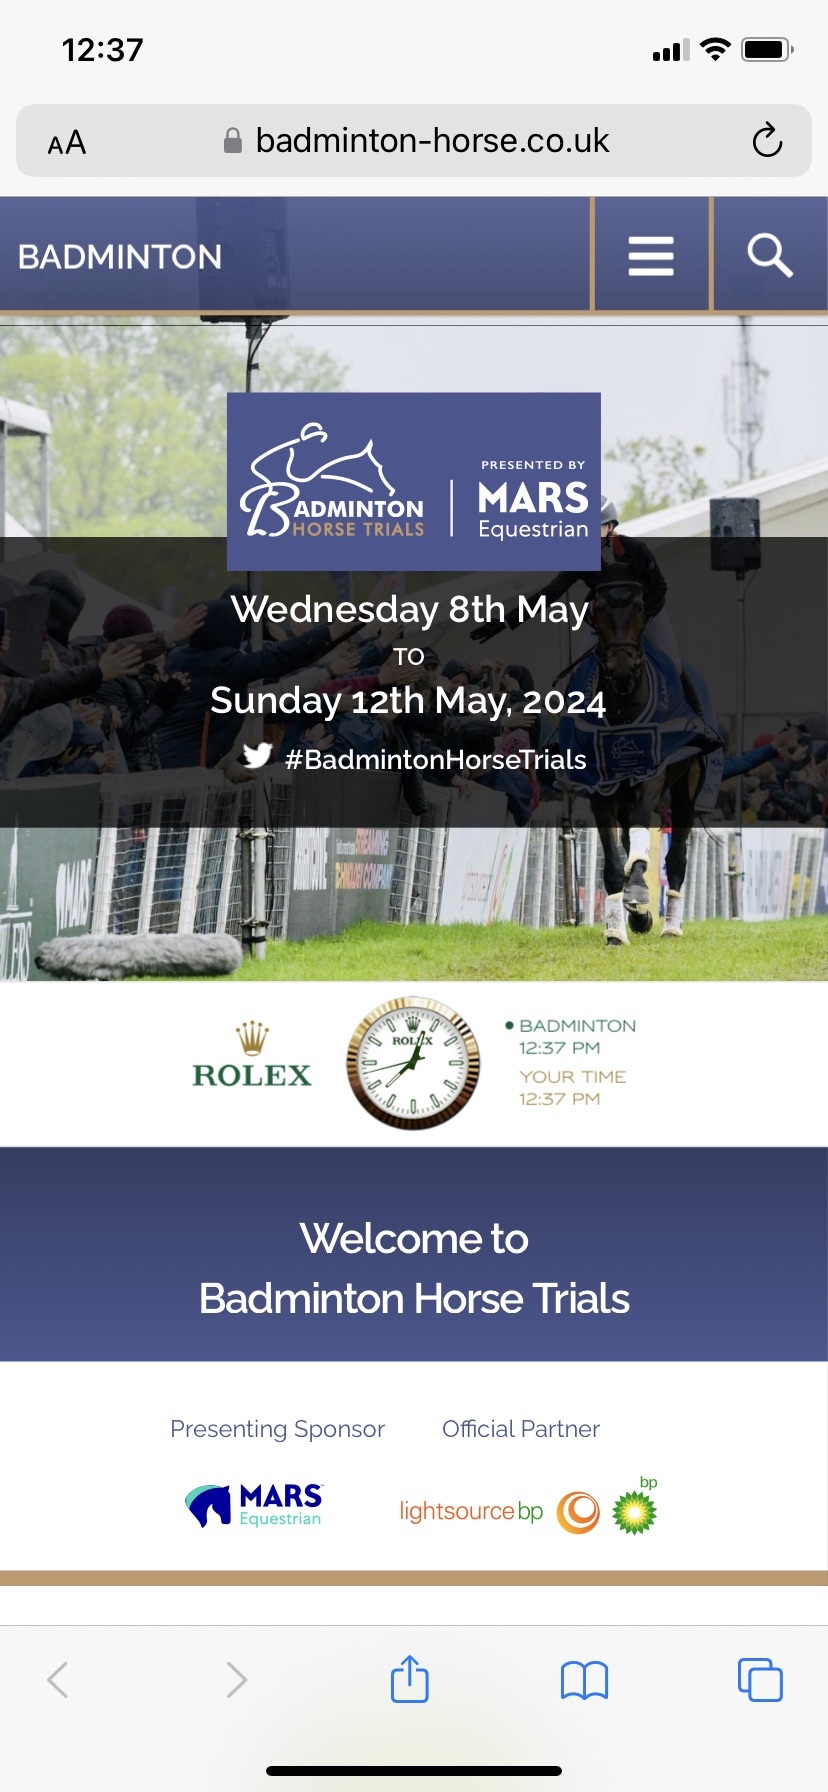 12:37
AA
badminton-horse.co.uk
BADMINTON
BADMINTON
HORSE TRIALS
PRESENTED BY
MARS
Equestrian
Wednesday 8th May
TO
Sunday 12th May, 2024
#BadmintonHorseTrials
MARS
ROLEX
ROLEX
BADMINTON
12:37 PM
YOUR TIME
12:37 PM
Welcome to
Badminton Horse Trials
Presenting Sponsor
Official Partner
MARS
Equestrian
lightsource bp
bp